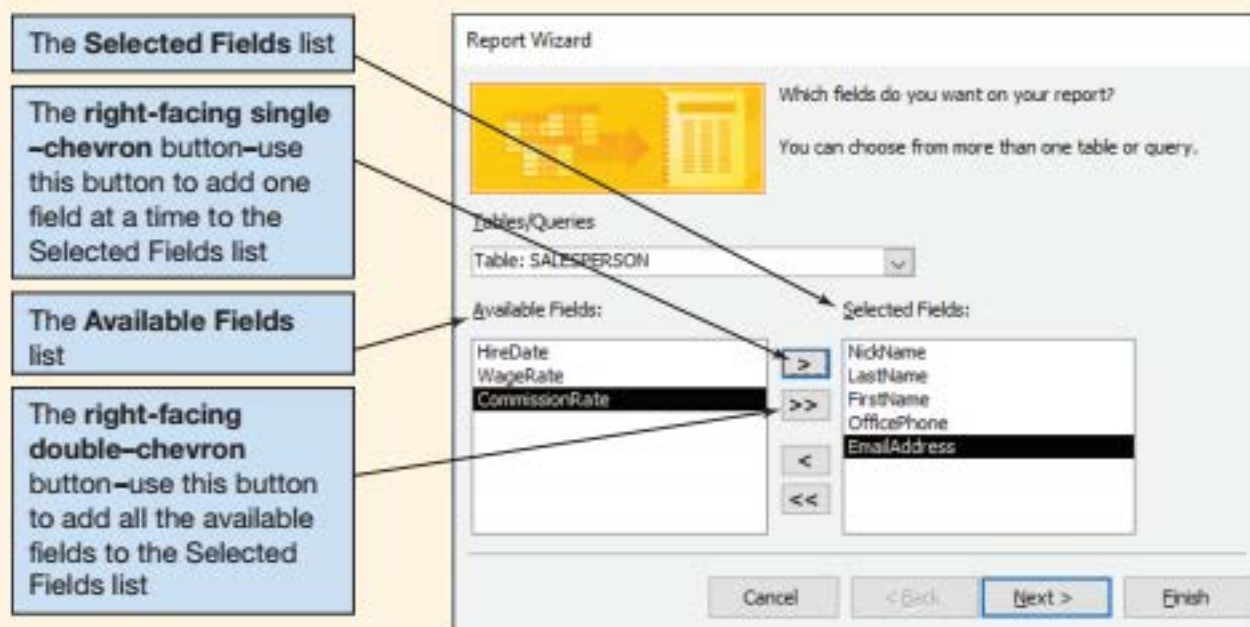 The Selected Fields list
The right-facing single
–chevron button–use
this button to add one
field at a time to the
Selected Fields list
The Available Fields
list
The right-facing
double–chevron
button–use this button
to add all the available
fields to the Selected
Fields list
Report Wizard
Which fields do you want on your report?
You can choose from more than one table or query.
Tables/Queries
Table: SALESPERSON
Available Fields:
HireDate
WageRate
CommissionRate
>
>>
<
<<
Selected Fields:
NickName
LastName
FirstName
OfficePhone
EmailAddress
Cancel
< Back
Next >
Finish